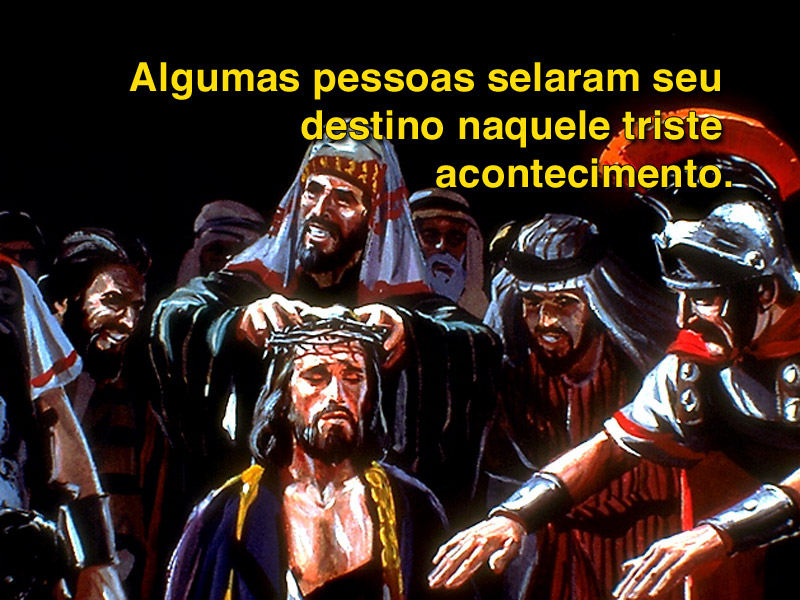 Algumas pessoas selaram seu
destino naquele triste
acontecimento.